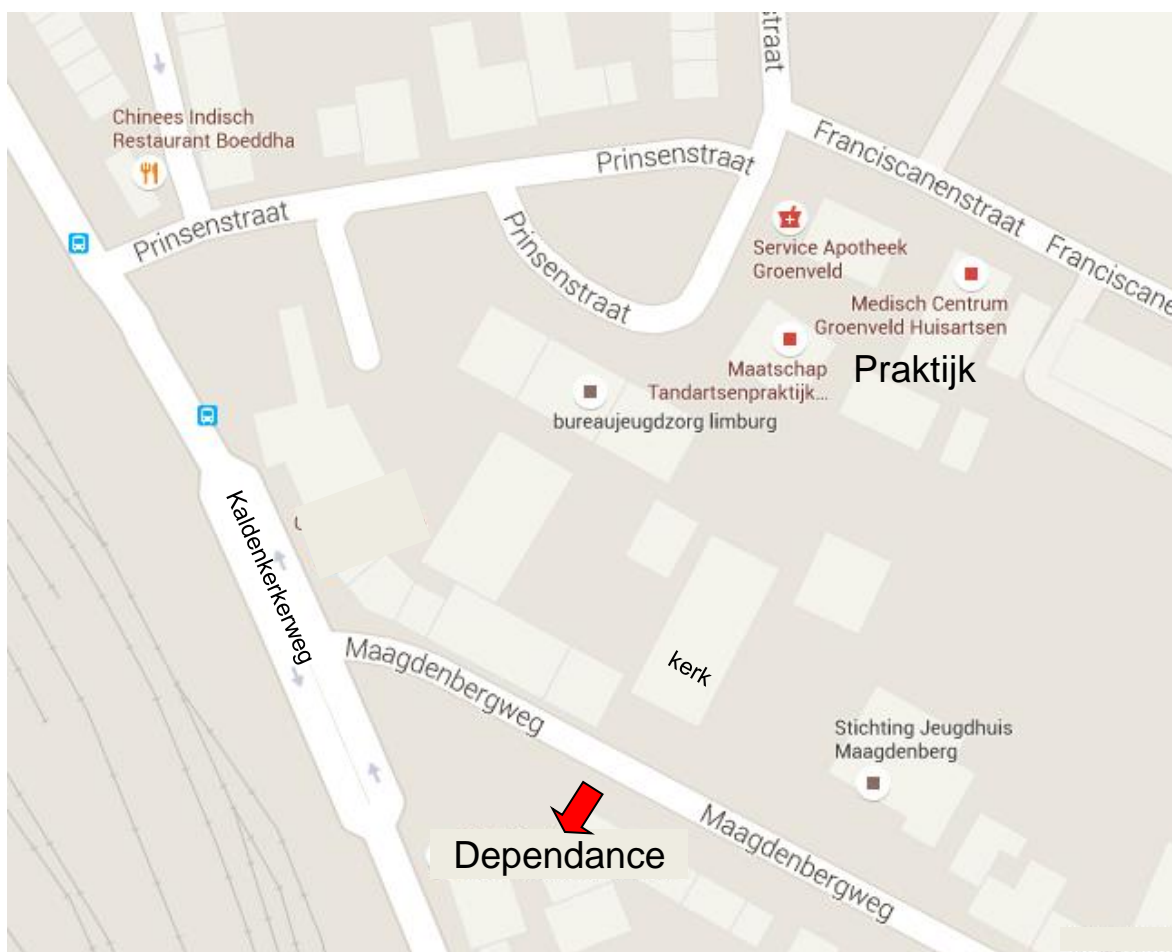 straat
Chinees Indisch
Restaurant Boeddha
Prinsenstraat
Prinsenstraat
Prinsenstraat
Franciscanenstraat
Franciscane
Service Apotheek
Groenveld
Medisch Centrum
Groenveld Huisartsen
Praktijk
Maatschap
Tandartsenpraktijk...
bureaujeugdzorg limburg
Kaldenkerkerweg
Maagdenbergweg
kerk
Stichting Jeugdhuis
Maagdenberg
Dependance
Maagdenbergweg